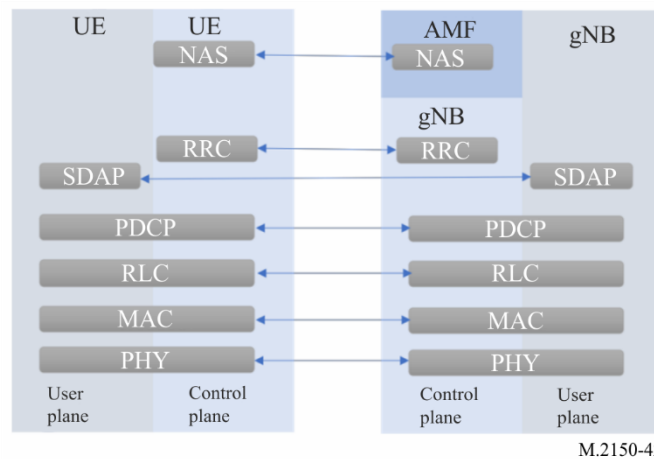 UE UE AMF gNB
NAS NAS
gNB
RRC RRC
SDAP SDAP
PDCP PDCP
RLC RLC
MAC MAC
PHY PHY
User Control Control User
plane plane plane plane
M.2150-4